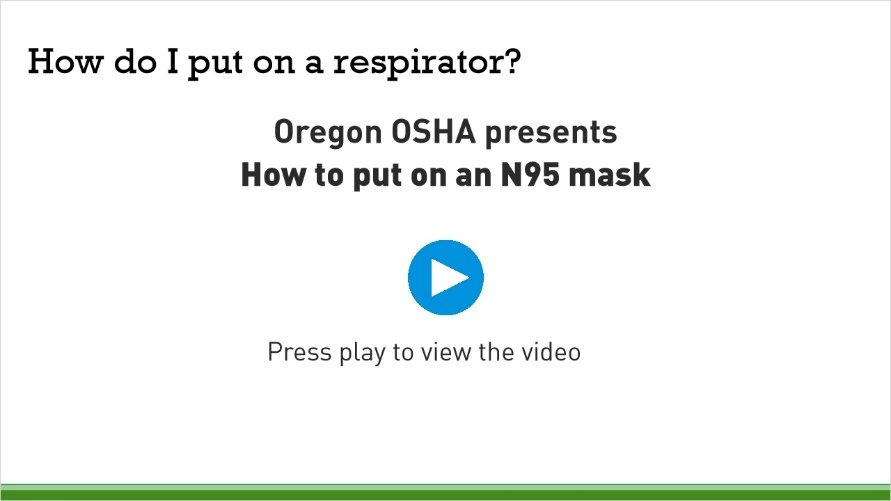 How do I put on a respirator?
Oregon OSHA presents
How to put on an N95 mask
Press play to view the video